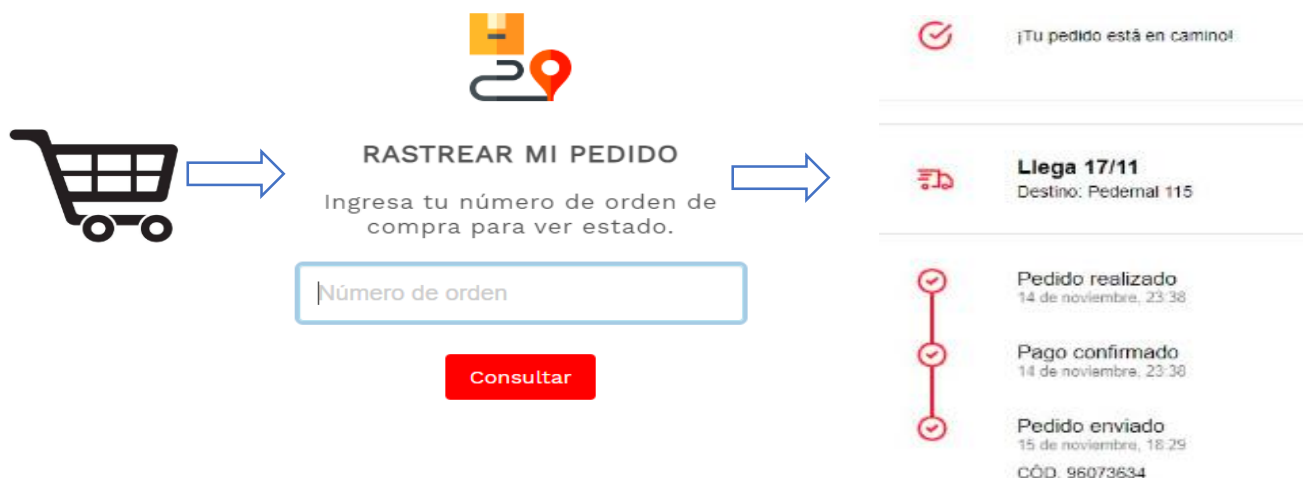 RASTREAR MI PEDIDO
Ingresa tu número de orden de
compra para ver estado.
Número de orden
Consultar
¡Tu pedido está en camino!
Llega 17/11
Destino: Pedernal 115
Pedido realizado
14 de noviembre, 23:38
Pago confirmado
14 de noviembre, 23:38
Pedido enviado
15 de noviembre, 18:29
CÓD. 96073634